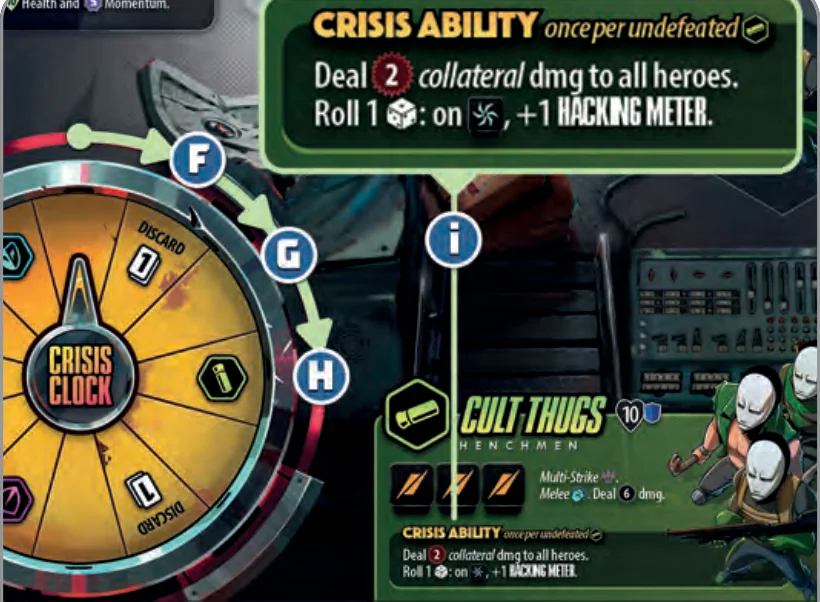 Health and 5 Momentum.
CRISIS ABILITY once per undefeated
Deal 2 collateral dmg to all heroes.
Roll 1 : on , +1 HACKING METER.
F
G
i
H
DISCARD
1
CRISIS
CLOCK
1
DISCARD
CULT THUGS 10
HENCHMEN
Multi-Strike .
Melee . Deal 6 dmg.
CRISIS ABILITY once per undefeated
Deal 2 collateral dmg to all heroes.
Roll 1 : on , +1 HACKING METER.